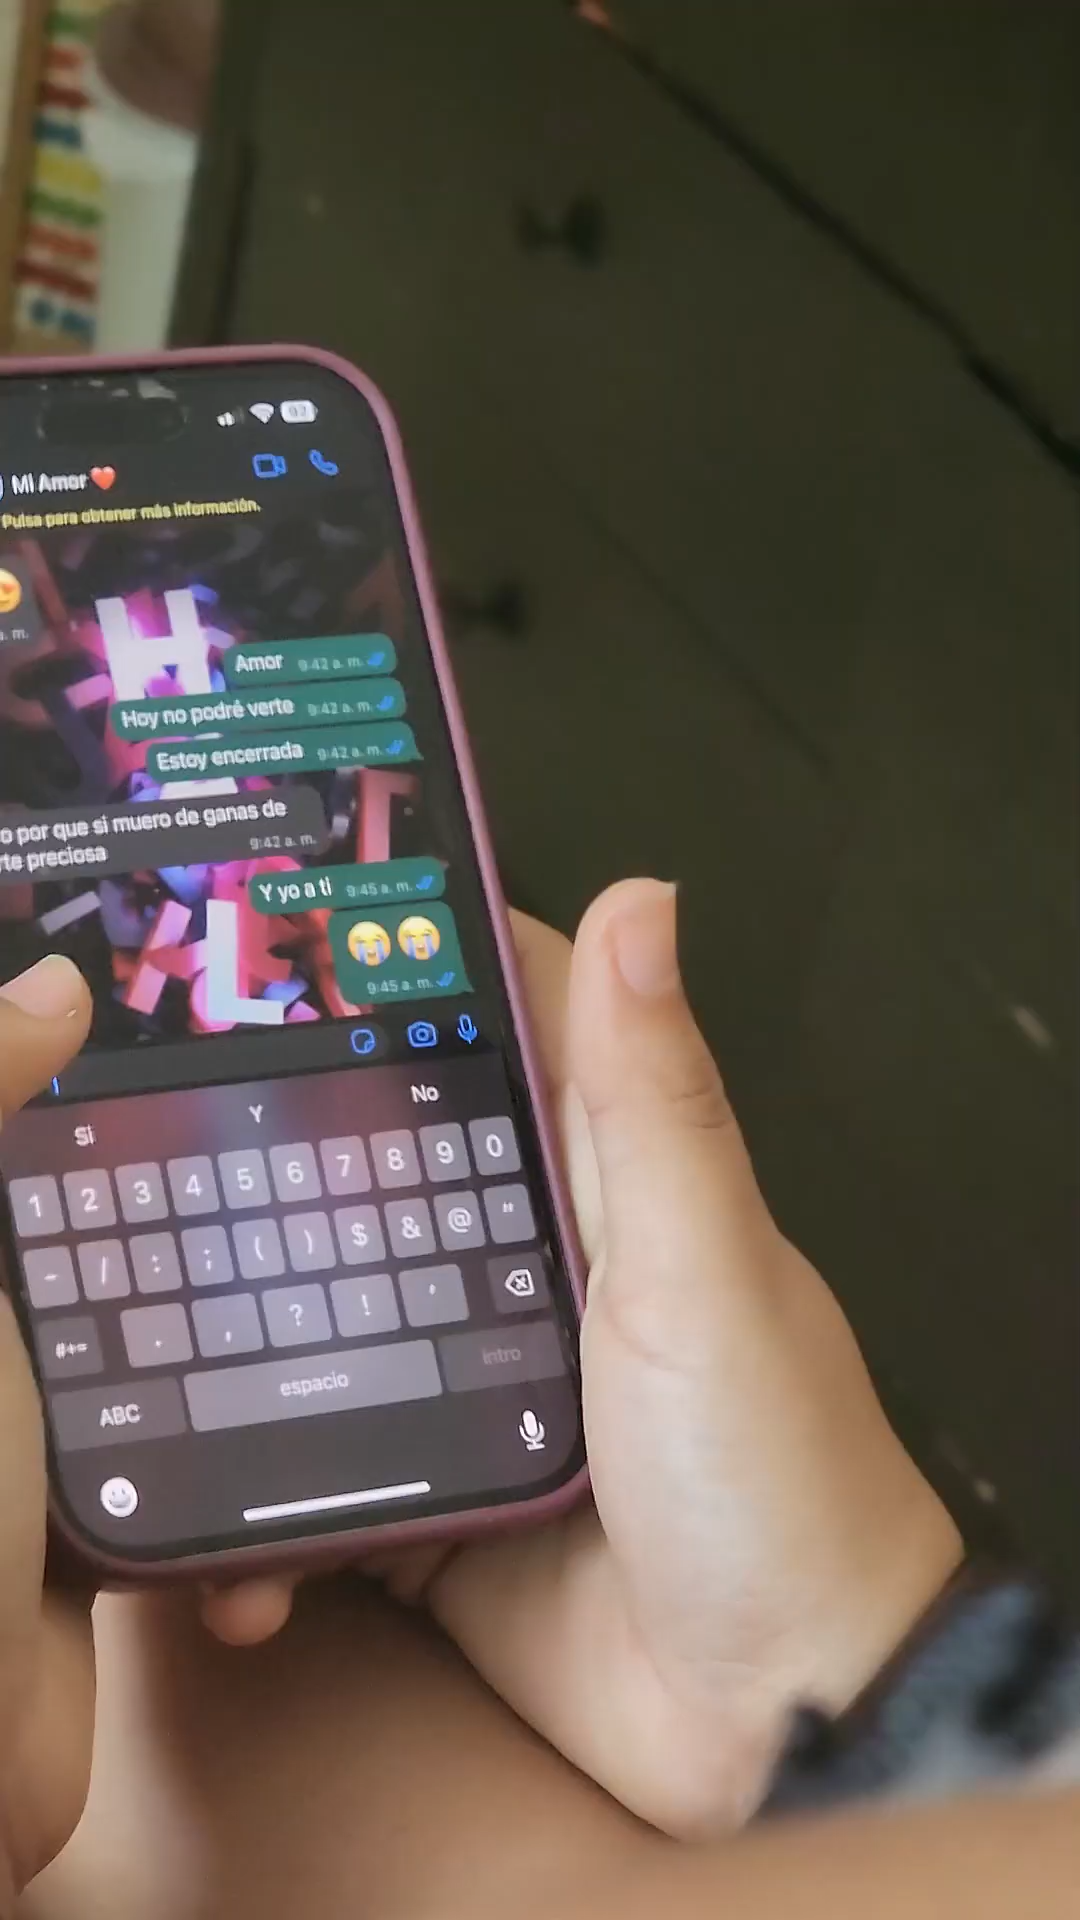 93
Mi Amor❤️
Pulsa para obtener más información.
a. m.
Amor 9:42 a. m.
Hoy no podré verte 9:42 a. m.
Estoy encerrada 9:42 a. m.
o por que si muero de ganas de
rte preciosa 9:42 a. m.
Y yo a ti 9:45 a. m.
😭😭
9:45 a. m.
Si Y No
1 2 3 4 5 6 7 8 9 0
- / : ; ( ) $ & @ "
#+= . , ? ! '
ABC espacio intro
H
T
L